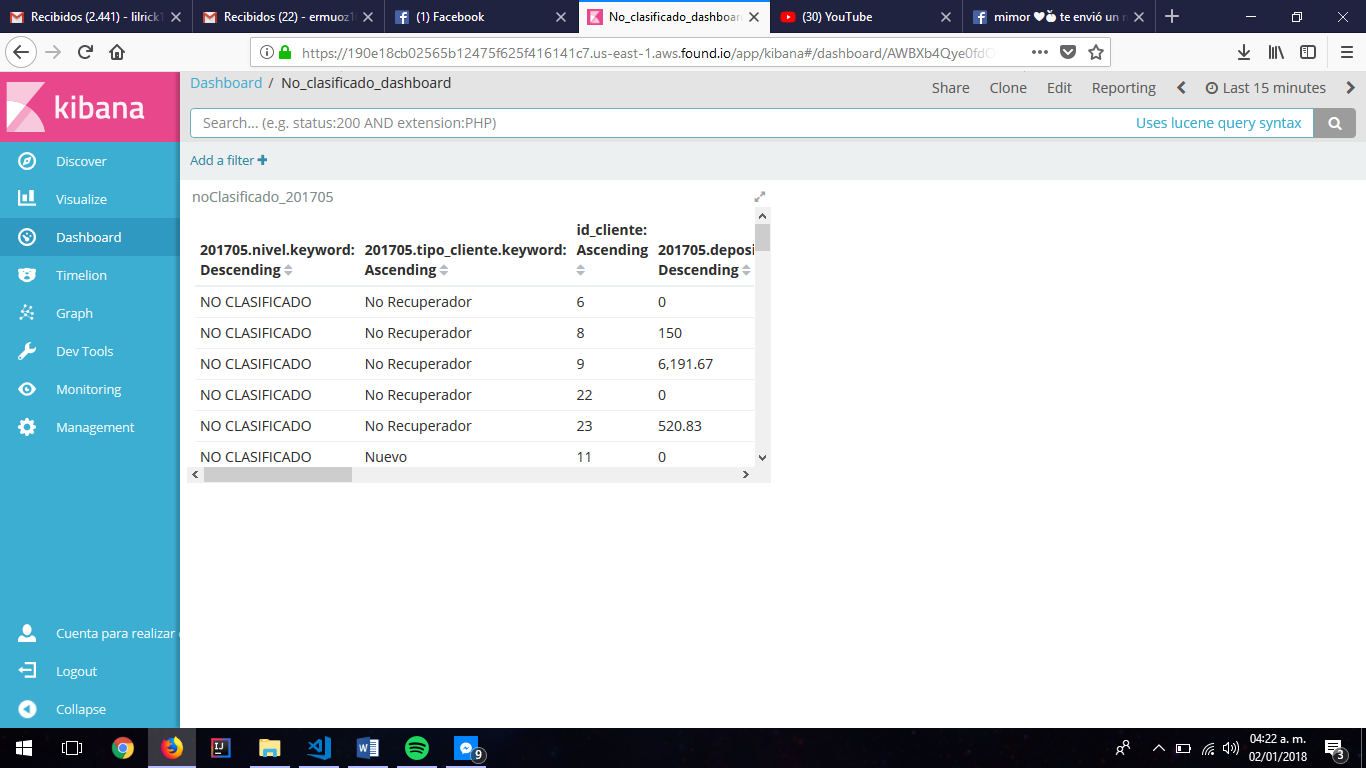 Recibidos (2.441) - lilrick1
Recibidos (22) - ermuoz1
(1) Facebook
No_clasificado_dashboar
(30) YouTube
mimor ❤🍎 te envió un m
https://190e18cb02565b12475f625f416141c7.us-east-1.aws.found.io/app/kibana#/dashboard/AWBXb4Qye0fdC
kibana
Discover
Visualize
Dashboard
Timelion
Graph
Dev Tools
Monitoring
Management
Cuenta para realizar
Logout
Collapse
Dashboard / No_clasificado_dashboard
Share Clone Edit Reporting Last 15 minutes
Search... (e.g. status:200 AND extension:PHP) Uses lucene query syntax
Add a filter +
noClasificado_201705
201705.nivel.keyword: Descending 201705.tipo_cliente.keyword: Ascending id_cliente: Ascending 201705.deposi Descending
NO CLASIFICADO No Recuperador 6 0
NO CLASIFICADO No Recuperador 8 150
NO CLASIFICADO No Recuperador 9 6,191.67
NO CLASIFICADO No Recuperador 22 0
NO CLASIFICADO No Recuperador 23 520.83
NO CLASIFICADO Nuevo 11 0
9
04:22 a. m.
02/01/2018
3